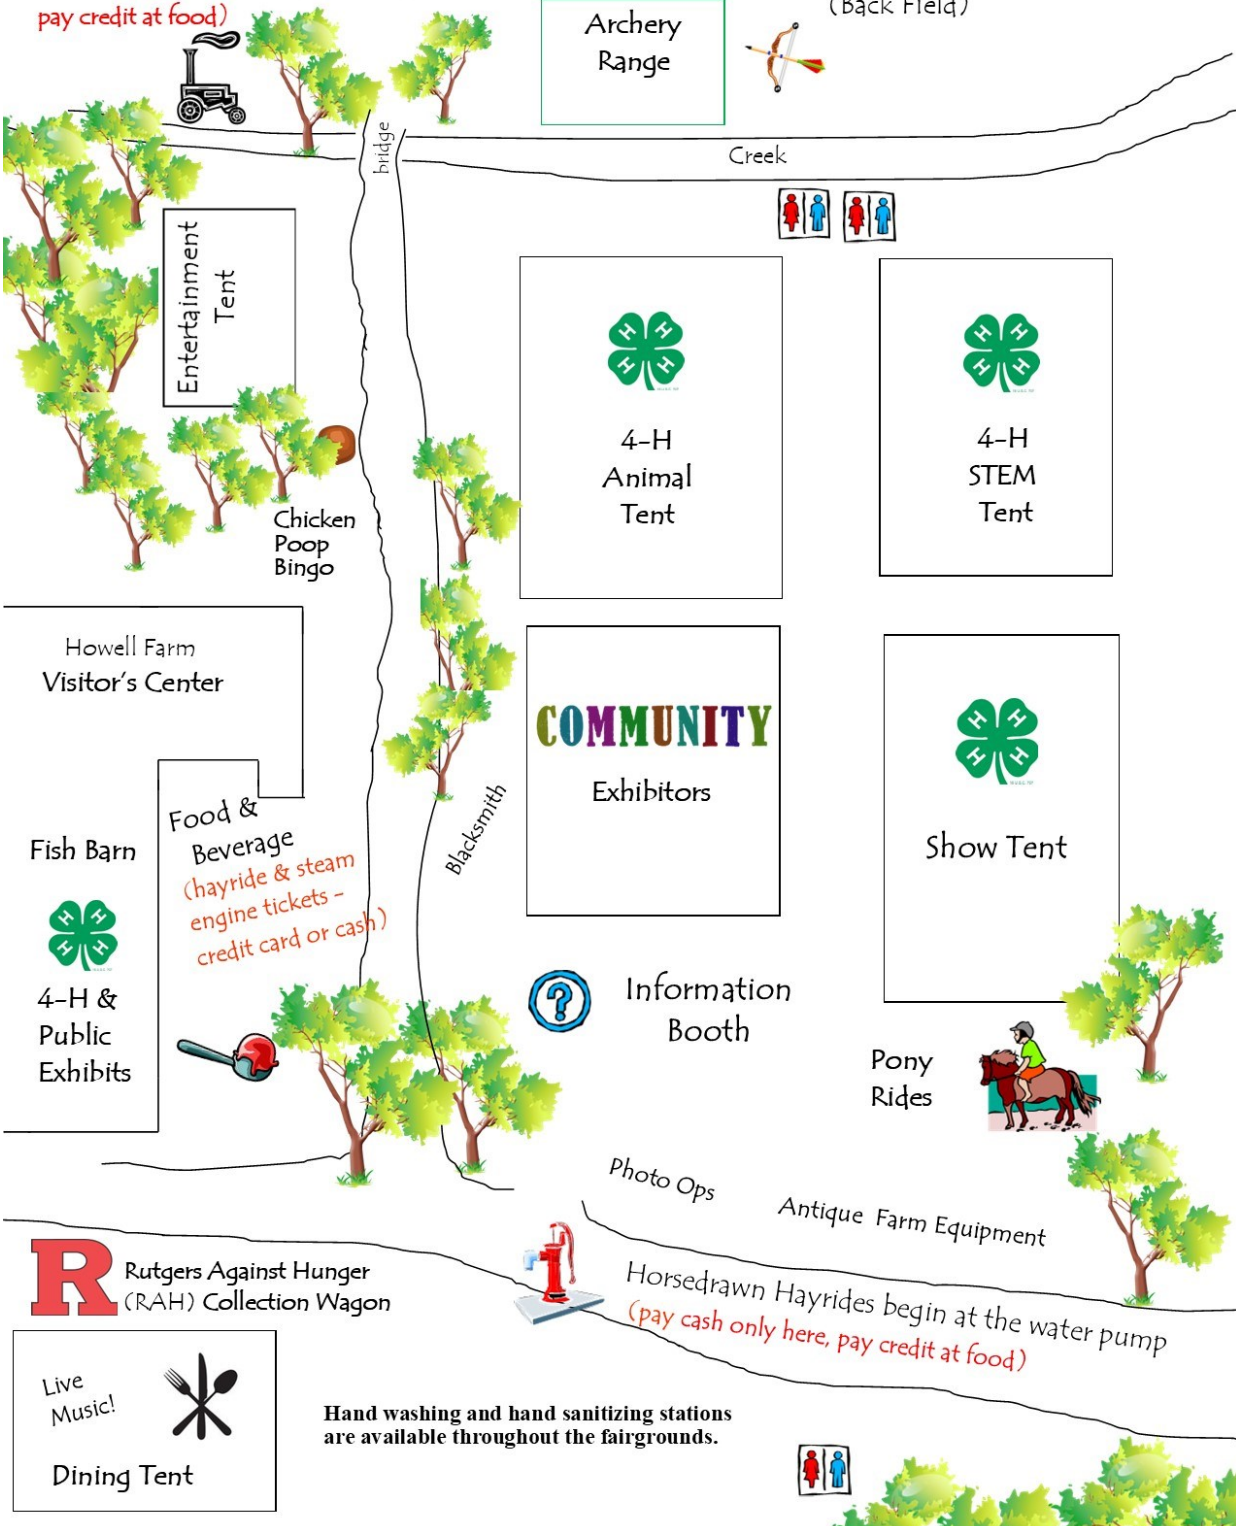 pay credit at food)
(Back Field)
Archery
Range
bridge
Creek
Entertainment
Tent
4-H
Animal
Tent
4-H
STEM
Tent
Chicken
Poop
Bingo
Howell Farm
Visitor's Center
COMMUNITY
Exhibitors
Show Tent
Blacksmith
Food &
Beverage
(hayride & steam
engine tickets -
credit card or cash)
Fish Barn
4-H &
Public
Exhibits
?
Information
Booth
Pony
Rides
Photo Ops
Antique Farm Equipment
R
Rutgers Against Hunger
(RAH) Collection Wagon
Horsedrawn Hayrides begin at the water pump
(pay cash only here, pay credit at food)
Live
Music!
Dining Tent
Hand washing and hand sanitizing stations
are available throughout the fairgrounds.